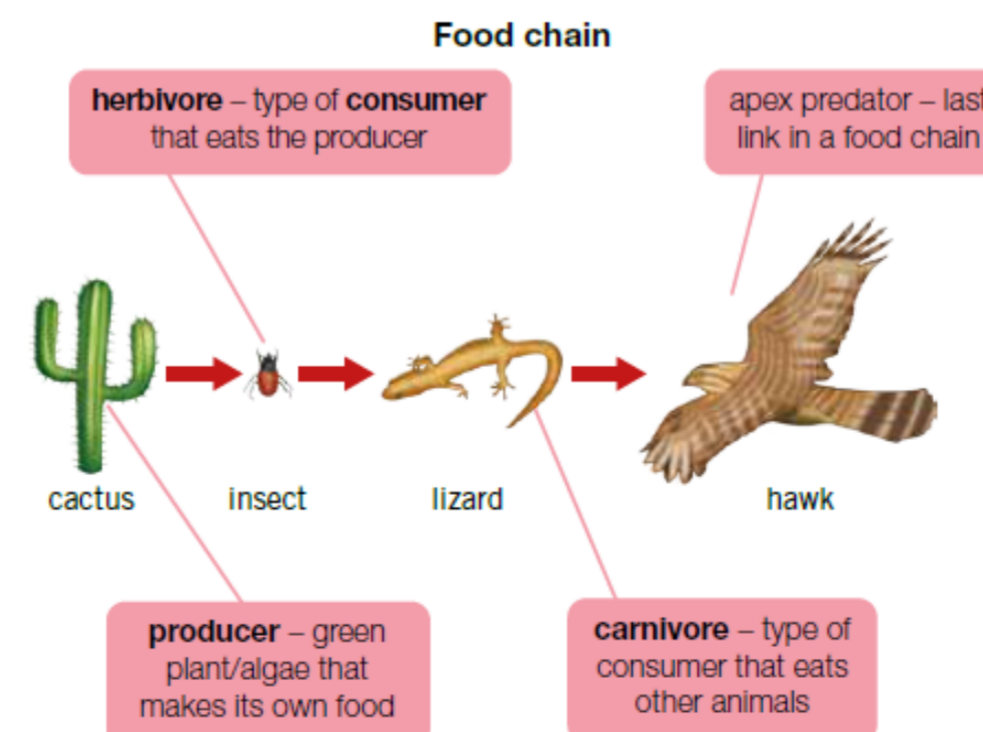 Food chain
herbivore – type of consumer
that eats the producer
apex predator – last
link in a food chain
cactus
insect
lizard
hawk
producer – green
plant/algae that
makes its own food
carnivore – type of
consumer that eats
other animals